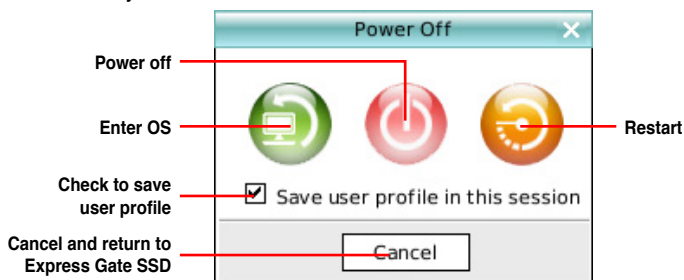 Power Off
Power off
Enter OS
Restart
Check to save
user profile
Save user profile in this session
Cancel and return to
Express Gate SSD
Cancel